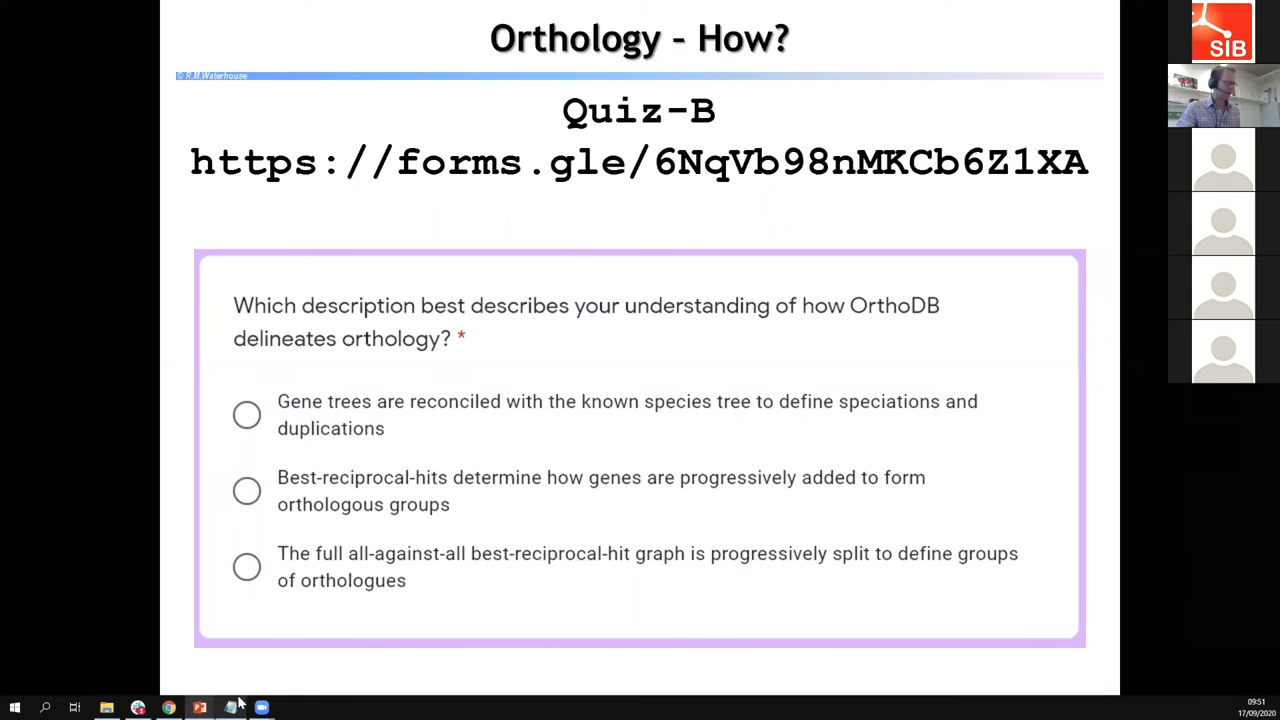 Orthology - How?
© R.M.Waterhouse
Quiz-B
https://forms.gle/6NqVb98nMKCb6Z1XA
Which description best describes your understanding of how OrthoDB
delineates orthology? *
Gene trees are reconciled with the known species tree to define speciations and
duplications
Best-reciprocal-hits determine how genes are progressively added to form
orthologous groups
The full all-against-all best-reciprocal-hit graph is progressively split to define groups
of orthologues
SIB
09:51
17/09/2020